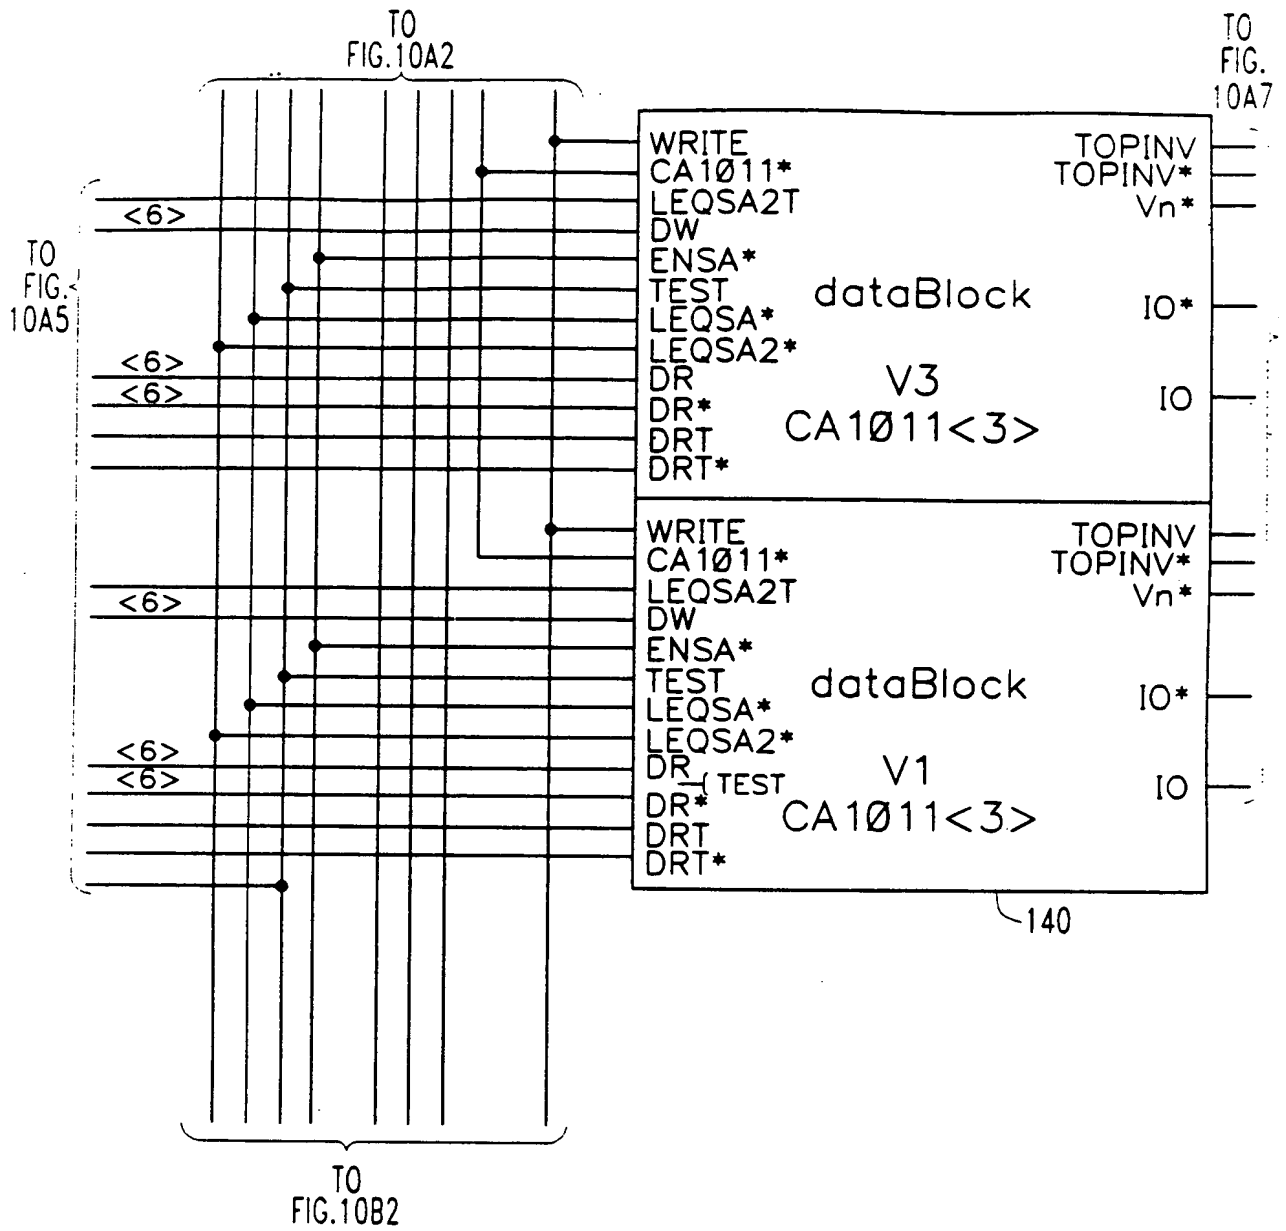 TO
FIG.10A2
TO
FIG.
10A7
TO
FIG.
10A5
<6>
<6>
<6>
WRITE
CA1Ø11*
LEQSA2T
DW
ENSA*
TEST
LEQSA*
LEQSA2*
DR
DR*
DRT
DRT*
dataBlock
V3
CA1Ø11<3>
TOPINV
TOPINV*
Vn*
IO*
IO
<6>
<6>
<6>
WRITE
CA1Ø11*
LEQSA2T
DW
ENSA*
TEST
LEQSA*
LEQSA2*
DR
TEST
DR*
DRT
DRT*
dataBlock
V1
CA1Ø11<3>
TOPINV
TOPINV*
Vn*
IO*
IO
140
TO
FIG.10B2